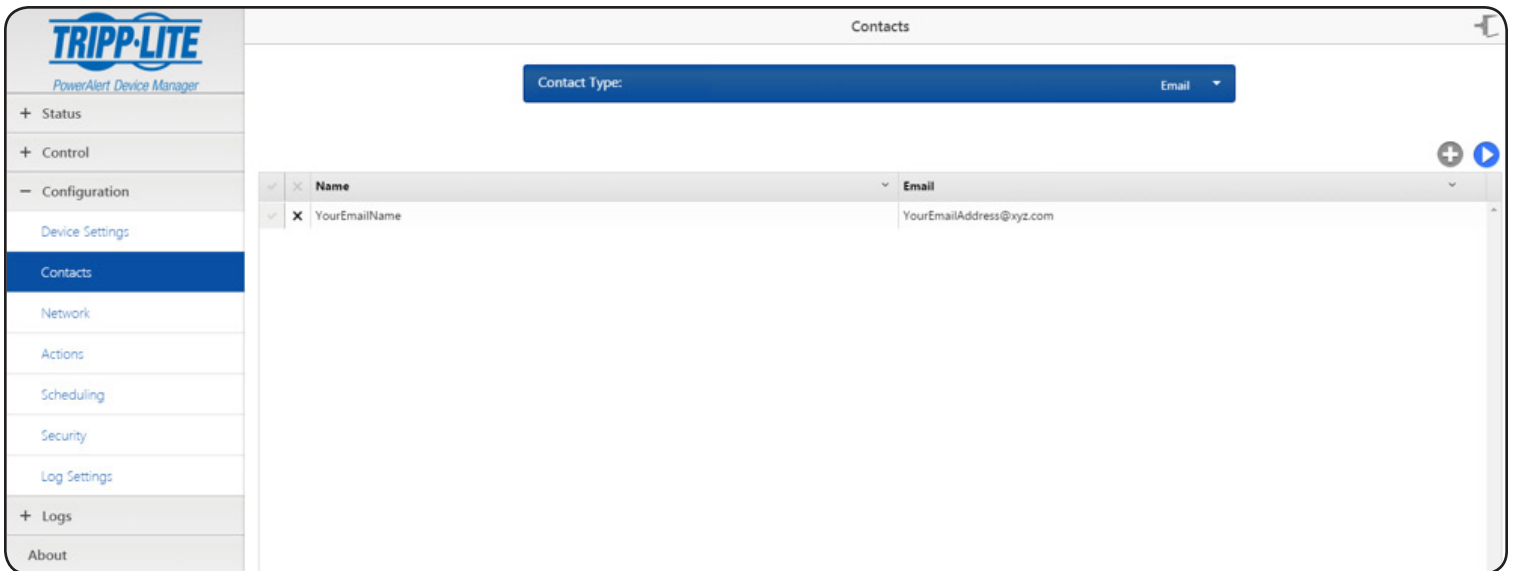 TRIPP·LITE
PowerAlert Device Manager
+ Status
+ Control
− Configuration
Device Settings
Contacts
Network
Actions
Scheduling
Security
Log Settings
+ Logs
About
Contacts
Contact Type: Email
Name Email
YourEmailName YourEmailAddress@xyz.com